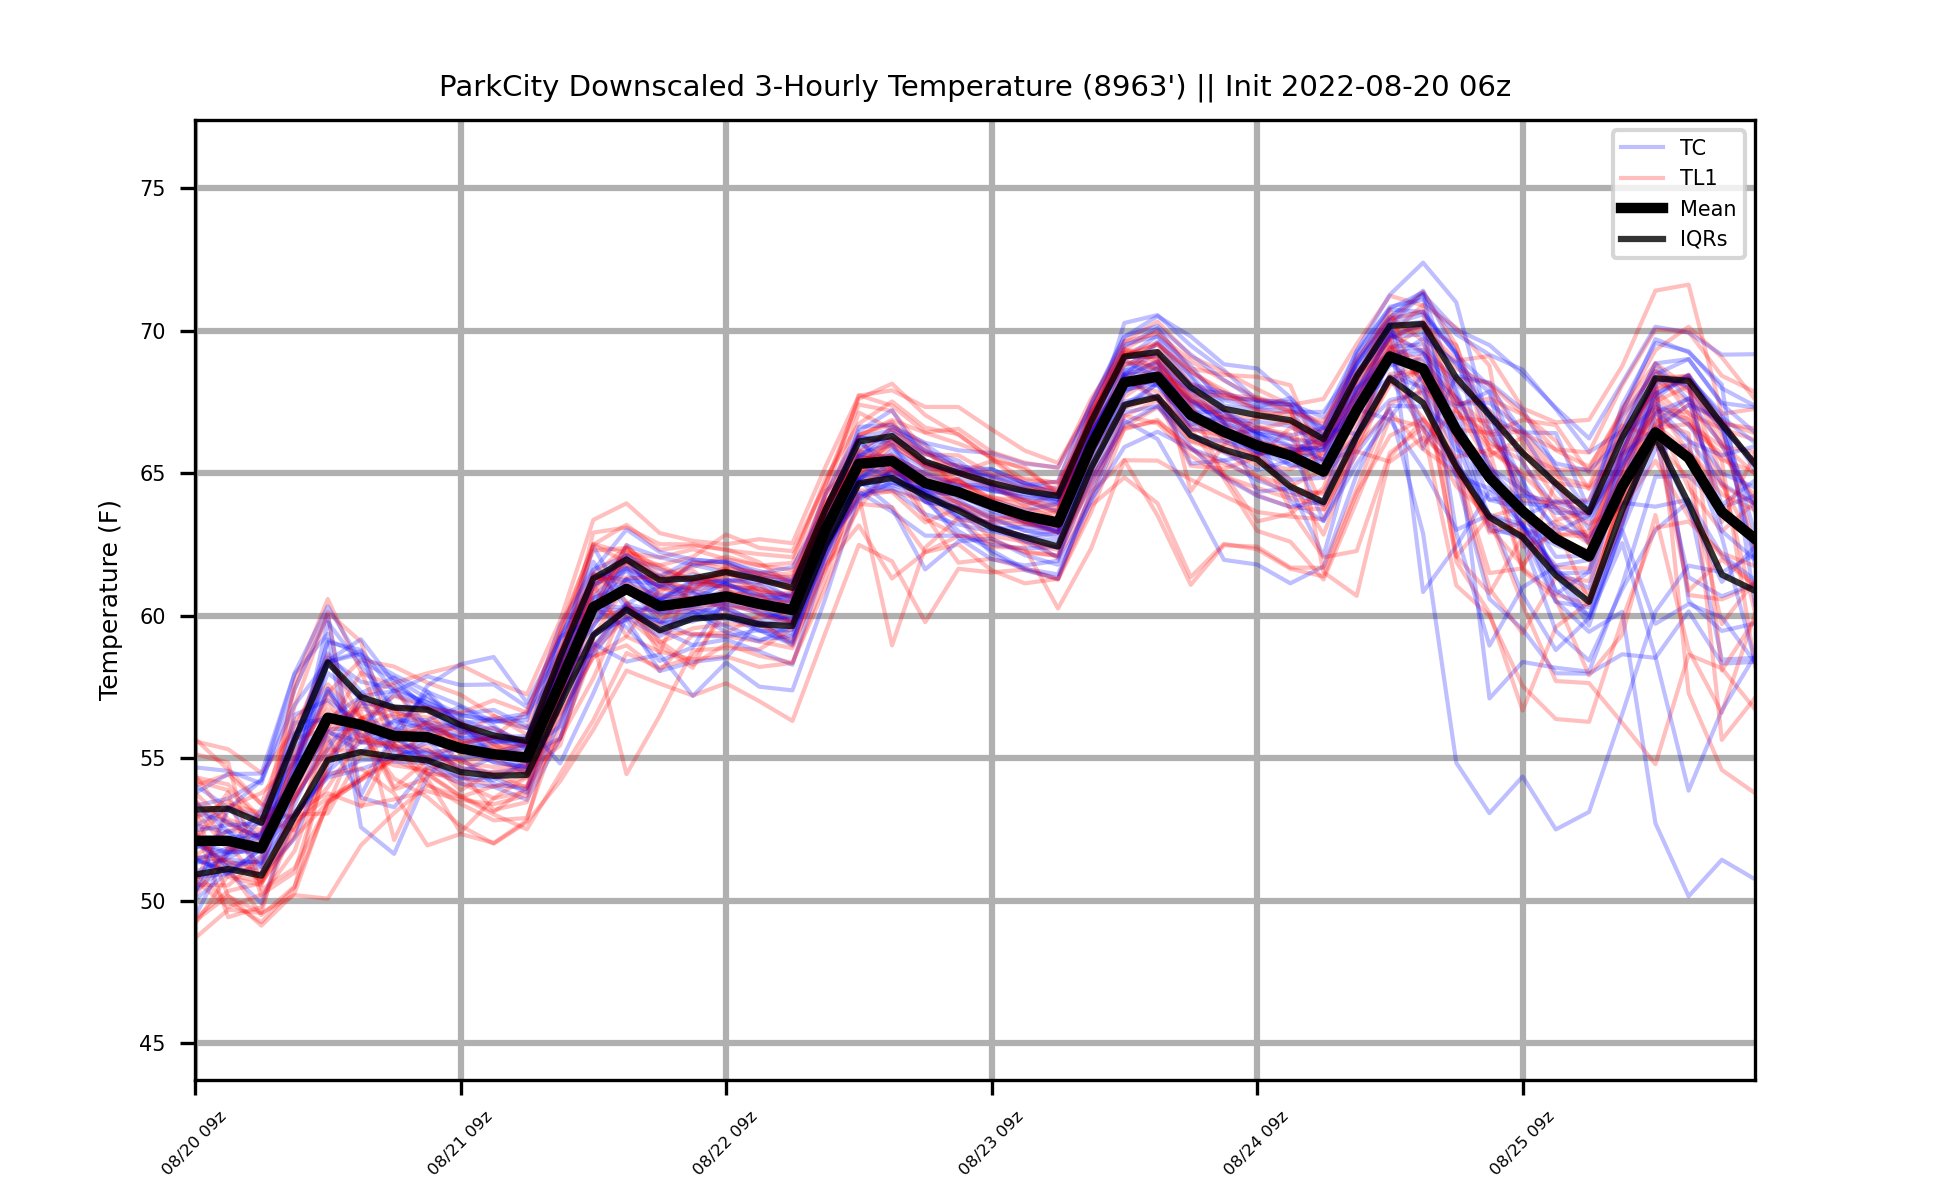 ParkCity Downscaled 3-Hourly Temperature (8963') || Init 2022-08-20 06z
TC
TL1
Mean
IQRs
Temperature (F)
75
70
65
60
55
50
45
08/20 09z
08/21 09z
08/22 09z
08/23 09z
08/24 09z
08/25 09z